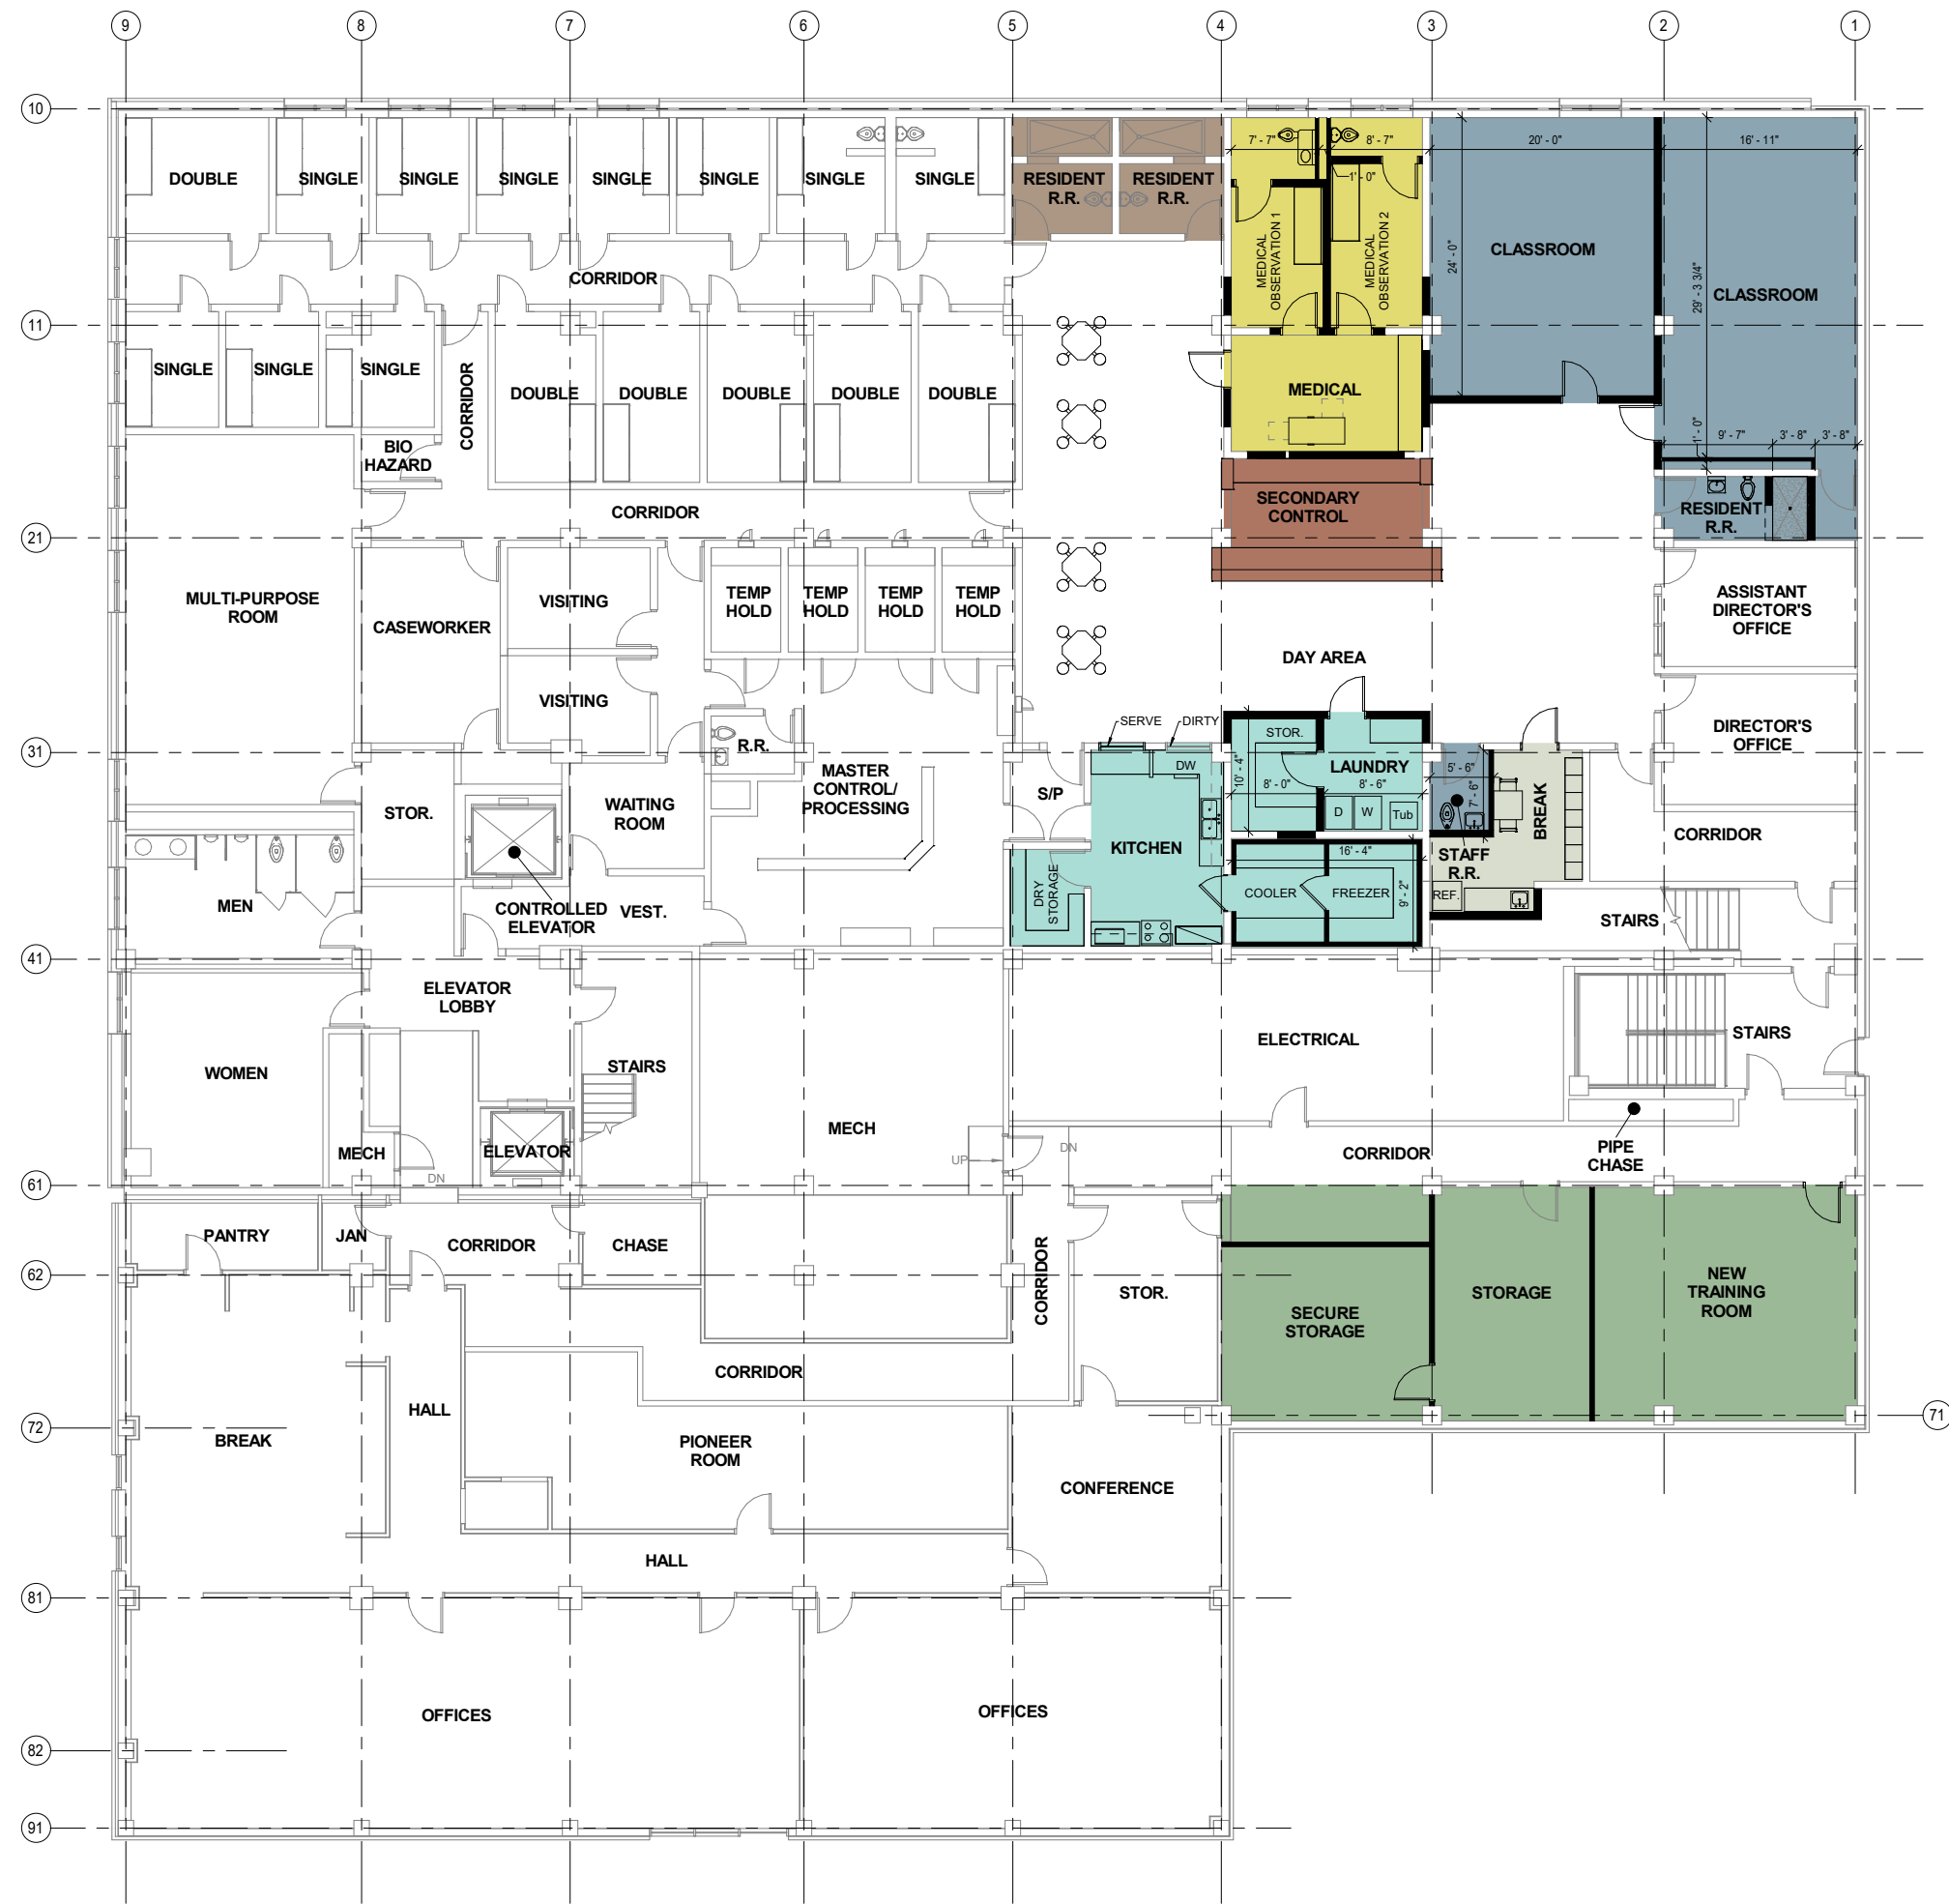 9
8
7
6
5
4
3
2
1
10
7' - 7"
8' - 7"
20' - 0"
16' - 11"
DOUBLE
SINGLE
SINGLE
SINGLE
SINGLE
SINGLE
SINGLE
SINGLE
RESIDENT
R.R.
RESIDENT
R.R.
1' - 0"
MEDICAL
OBSERVATION 1
MEDICAL
OBSERVATION 2
24' - 0"
CLASSROOM
29' - 3 3/4"
CLASSROOM
CORRIDOR
11
SINGLE
SINGLE
SINGLE
CORRIDOR
DOUBLE
DOUBLE
DOUBLE
DOUBLE
DOUBLE
MEDICAL
BIO
HAZARD
1' - 0"
9' - 7"
3' - 8"
3' - 8"
CORRIDOR
SECONDARY
CONTROL
RESIDENT
R.R.
21
MULTI-PURPOSE
ROOM
CASEWORKER
VISITING
TEMP
HOLD
TEMP
HOLD
TEMP
HOLD
TEMP
HOLD
ASSISTANT
DIRECTOR'S
OFFICE
DAY AREA
VISITING
SERVE
DIRTY
STOR.
DIRECTOR'S
OFFICE
31
R.R.
MASTER
CONTROL/
PROCESSING
DW
10' - 4"
8' - 0"
LAUNDRY
8' - 6"
5' - 6"
7' - 6"
BREAK
STOR.
WAITING
ROOM
S/P
D
W
Tub
CORRIDOR
KITCHEN
16' - 4"
STAFF
R.R.
MEN
CONTROLLED
ELEVATOR
VEST.
DRY
STORAGE
COOLER
FREEZER
9' - 2"
REF.
STAIRS
41
ELEVATOR
LOBBY
ELECTRICAL
STAIRS
WOMEN
STAIRS
MECH
ELEVATOR
MECH
UP
DN
CORRIDOR
PIPE
CHASE
DN
61
PANTRY
JAN
CORRIDOR
CHASE
CORRIDOR
62
STOR.
SECURE
STORAGE
STORAGE
NEW
TRAINING
ROOM
CORRIDOR
HALL
72
BREAK
PIONEER
ROOM
71
CONFERENCE
HALL
81
OFFICES
OFFICES
82
91